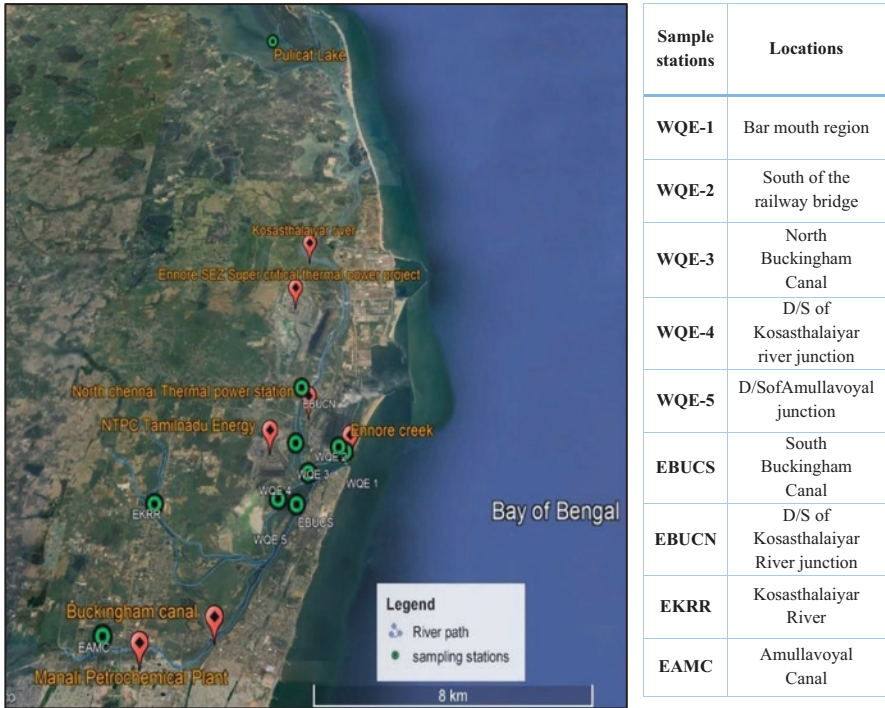 Pulicat Lake
Kosasthalaiyar river
Ennore SEZ Super critical thermal power project
North chennai Thermal power station
EBUCN
NTPC Tamilnadu Energy
Ennore creek
WQE 2
WQE 3
WQE 1
WQE 4
EKRR
EBUCS
WQE 5
Bay of Bengal
Buckingham canal
EAMC
Manali Petrochemical Plant
Legend
River path
sampling stations
8 km
Sample
stations
Locations
WQE-1
Bar mouth region
WQE-2
South of the
railway bridge
WQE-3
North
Buckingham
Canal
WQE-4
D/S of
Kosasthalaiyar
river junction
WQE-5
D/SofAmullavoyal
junction
EBUCS
South
Buckingham
Canal
EBUCN
D/S of
Kosasthalaiyar
River junction
EKRR
Kosasthalaiyar
River
EAMC
Amullavoyal
Canal